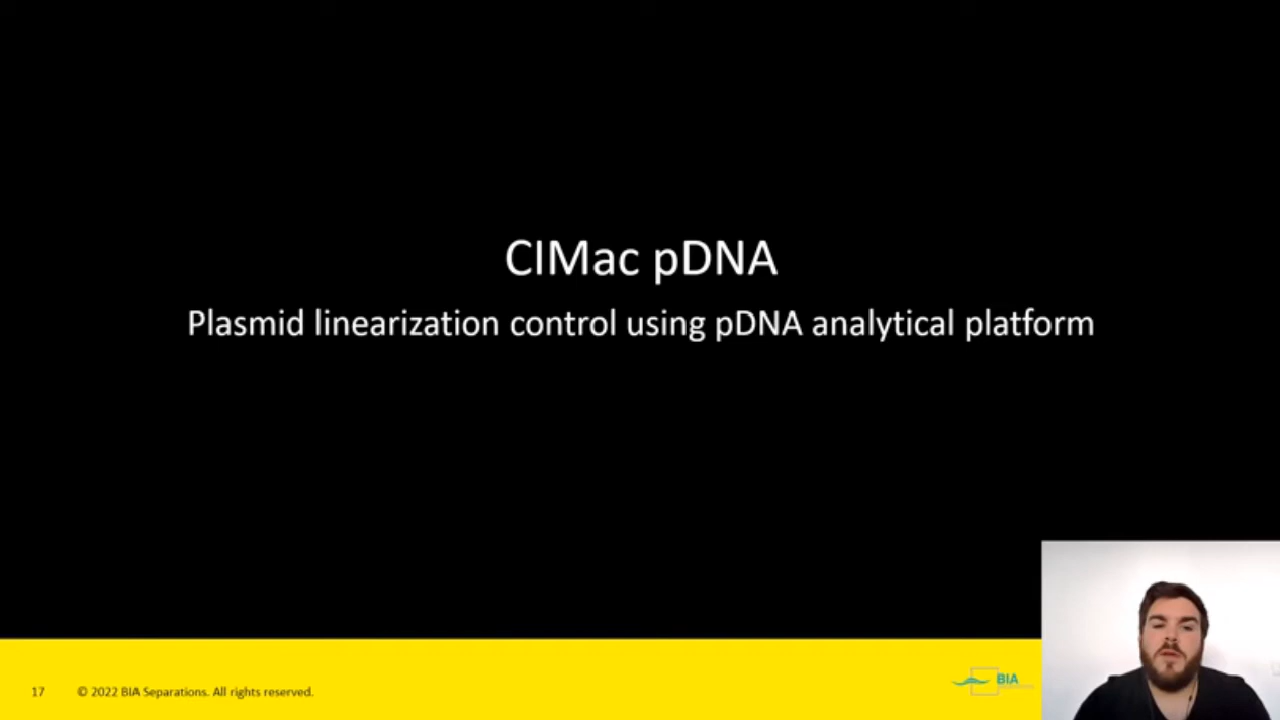 CIMac pDNA
Plasmid linearization control using pDNA analytical platform
17
© 2022 BIA Separations. All rights reserved.
BIA